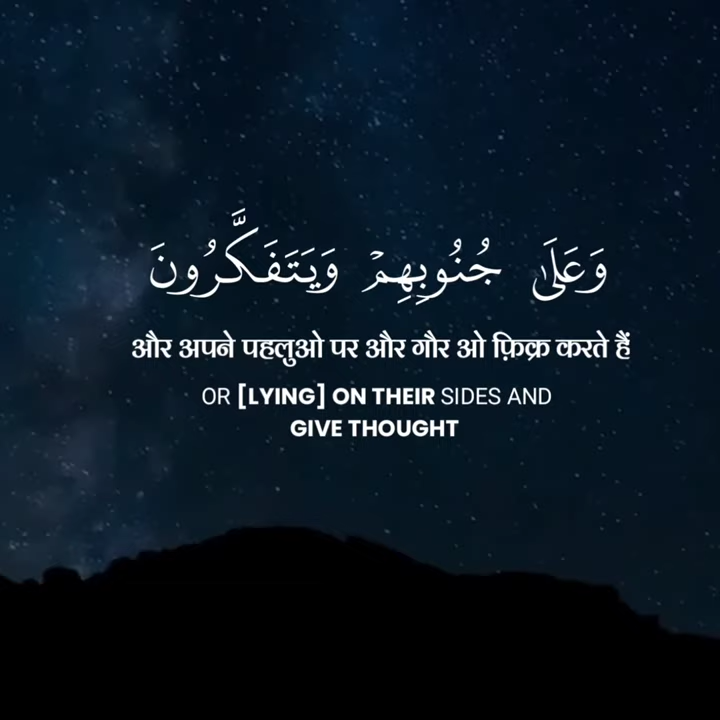 وَعَلَىٰ جُنُوبِهِمْ وَيَتَفَكَّرُونَ
और अपने पहलुओ पर और गौर ओ फ़िक्र करते हैं
OR [LYING] ON THEIR SIDES AND
GIVE THOUGHT